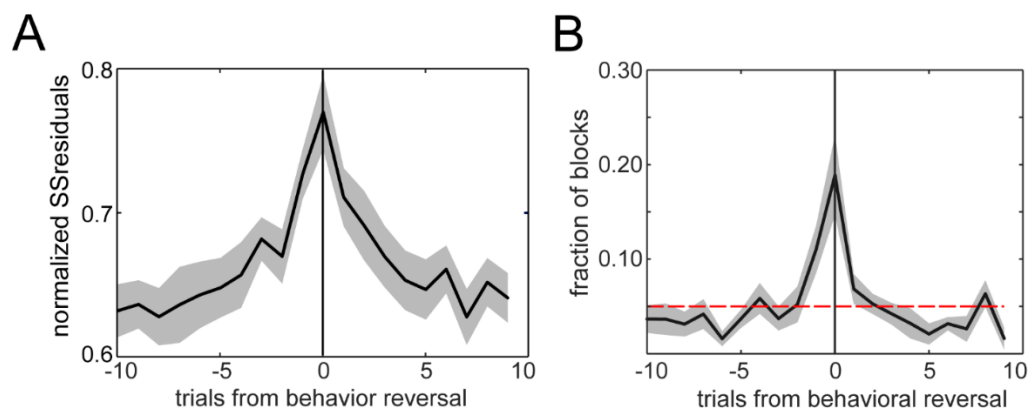 A
normalized SSresiduals
0.8
0.7
0.6
-10
-5
0
5
10
trials from behavior reversal
B
fraction of blocks
0.30
0.20
0.10
-10
-5
0
5
10
trials from behavioral reversal